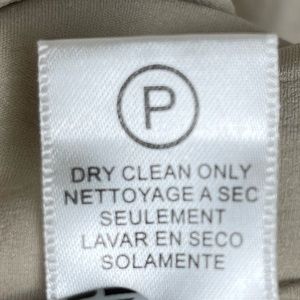 P
DRY CLEAN ONLY
NETTOYAGE A SEC
SEULEMENT
LAVAR EN SECO
SOLAMENTE